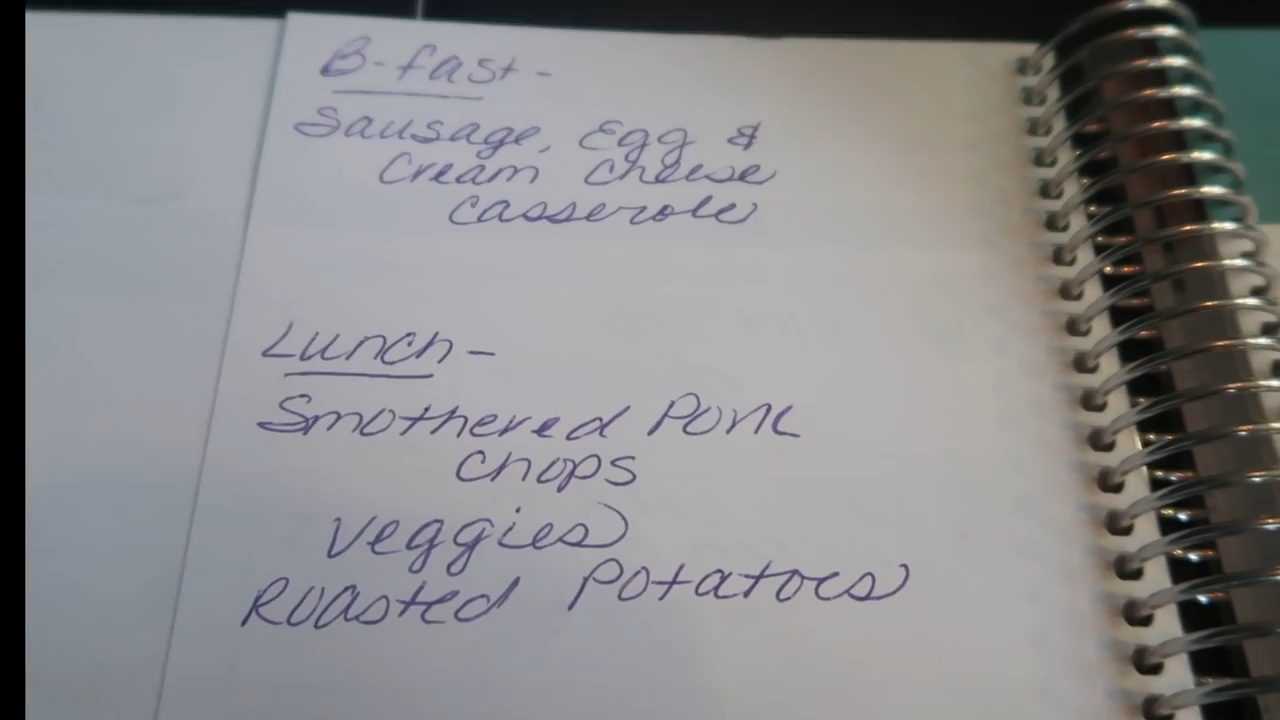 B-fast -
Sausage, Egg &
Cream Cheese
Casserole
Lunch -
Smothered Pork
Chops
Veggies
Roasted Potatoes